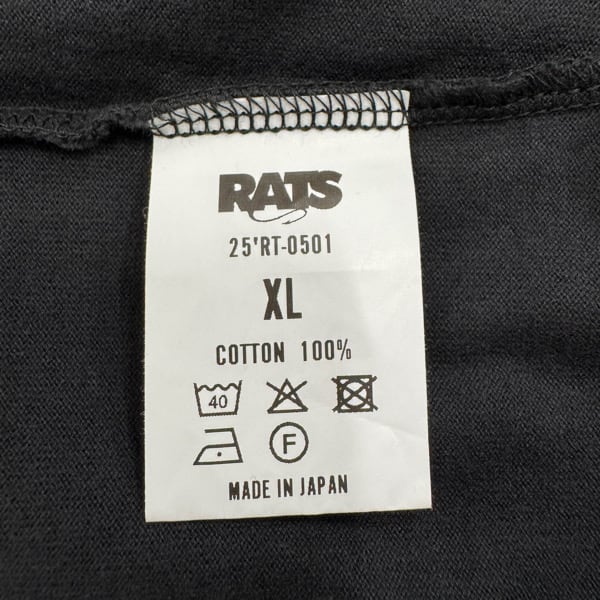 RATS
25'RT-0501
XL
COTTON 100%
40
F
MADE IN JAPAN